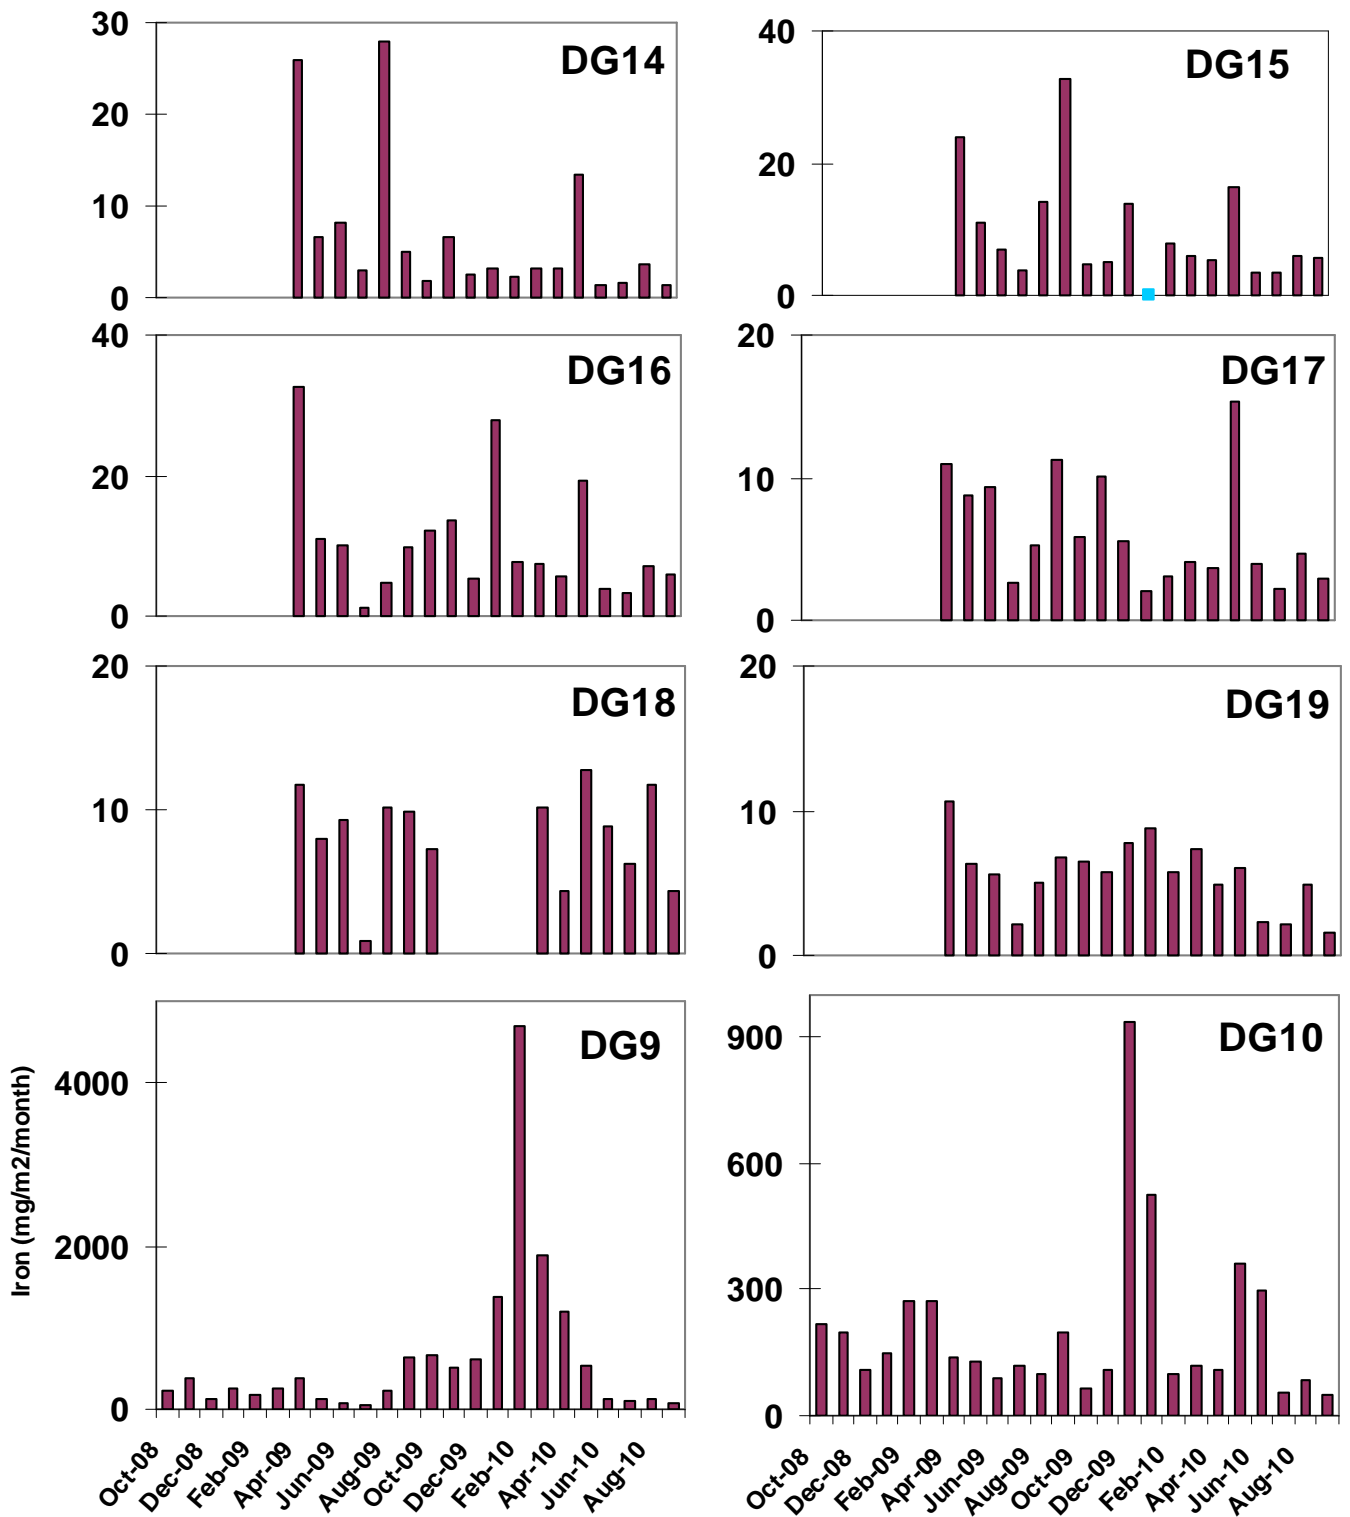 DG14
30
20
10
0
DG15
40
20
0
DG16
40
20
0
DG17
20
10
0
DG18
20
10
0
DG19
20
10
0
DG9
4000
2000
0
Iron (mg/m2/month)
Oct-08
Dec-08
Feb-09
Apr-09
Jun-09
Aug-09
Oct-09
Dec-09
Feb-10
Apr-10
Jun-10
Aug-10
DG10
900
600
300
0
Oct-08
Dec-08
Feb-09
Apr-09
Jun-09
Aug-09
Oct-09
Dec-09
Feb-10
Apr-10
Jun-10
Aug-10